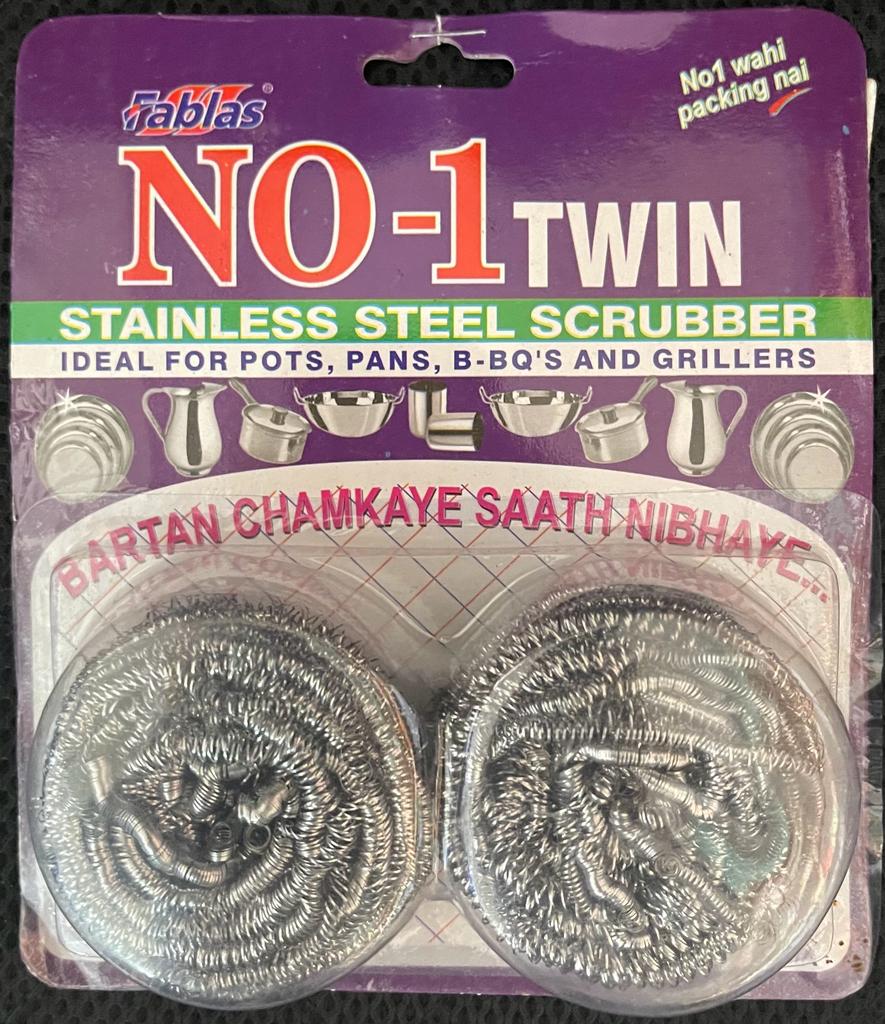 Fablas®
No1 wahi
packing nai
NO-1 TWIN
STAINLESS STEEL SCRUBBER
IDEAL FOR POTS, PANS, B-BQ'S AND GRILLERS
BARTAN CHAMKAYE SAATH NIBHAYE...